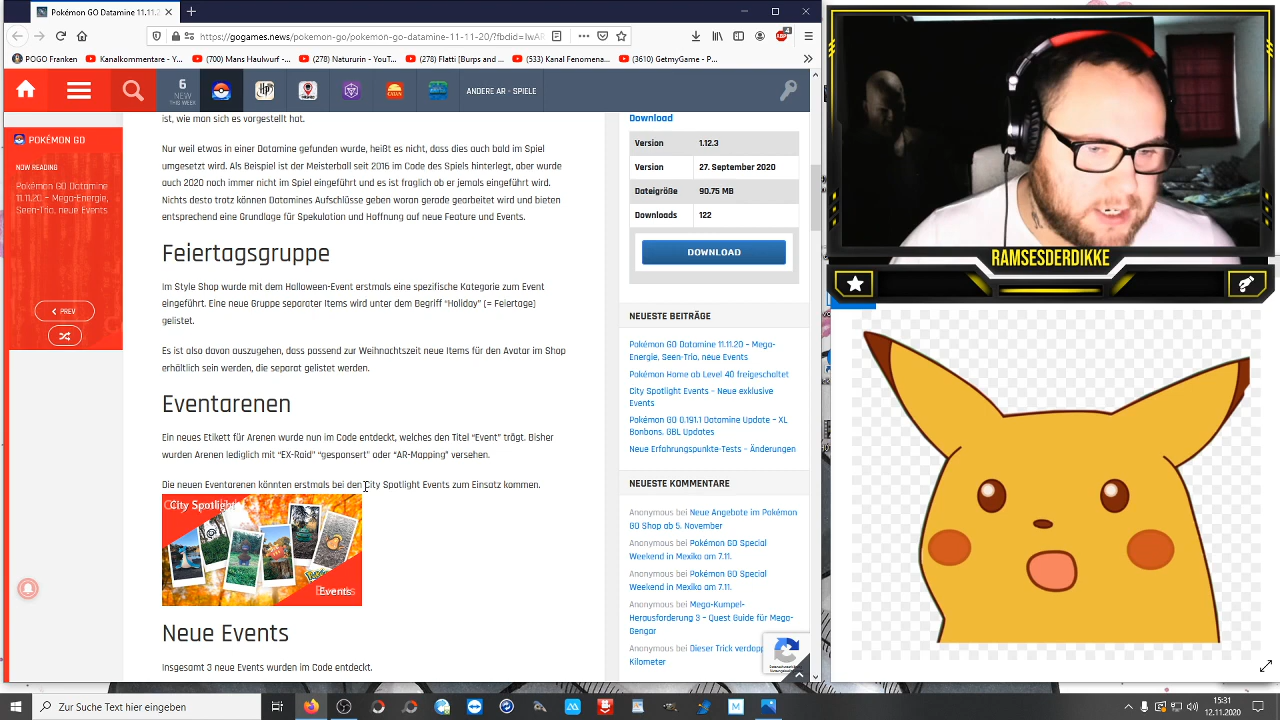 Pokémon GO Datamine 11.11.2
https://gogames.news/pokemon-go/pokemon-go-datamine-11-11-20/?fbclid=IwAR
POGO Franken
Kanalkommentare - Y...
(700) Mans Haulwurf -...
(278) Natururin - YouT...
(278) Flatti [Burps and ...
(533) Kanal Fenomena...
(3610) GetmyGame - P...
6
NEW
THIS WEEK
ANDERE AR - SPIELE
POKÉMON GO
NOW READING
Pokémon GO Datamine
11.11.20 – Mega-Energie,
Seen-Trio, neue Events
PREV
ist, wie man sich es vorgestellt hat.
Nur weil etwas in einer Datamine gefunden wurde, heißt es nicht, dass dies auch bald im Spiel
umgesetzt wird. Als Beispiel ist der Meisterball seit 2016 im Code des Spiels hinterlegt, aber wurde
auch 2020 noch immer nicht im Spiel eingeführt und es ist fraglich ob er jemals eingeführt wird.
Nichts desto trotz können Datamines Aufschlüsse geben woran gerade gearbeitet wird und bieten
entsprechend eine Grundlage für Spekulation und Hoffnung auf neue Feature und Events.
Feiertagsgruppe
Im Style Shop wurde mit dem Holloween-Event erstmals eine spezifische Kategorie zum Event
eingeführt. Eine neue Gruppe separater Items wird unter dem Begriff “Holiday” (= Feiertage)
gelistet.
Es ist also davon auszugehen, dass passend zur Weihnachtszeit neue Items für den Avatar im Shop
erhältlich sein werden, die separat gelistet werden.
Eventarenen
Ein neues Etikett für Arenen wurde nun im Code entdeckt, welches den Titel “Event” trägt. Bisher
wurden Arenen lediglich mit “EX-Raid” “gesponsert” oder “AR-Mapping” versehen.
Die neuen Eventarenen könnten erstmals bei den City Spotlight Events zum Einsatz kommen.
City Spotlight
Events
Neue Events
Insgesamt 3 neue Events wurden im Code entdeckt.
Download
Version 1.12.3
Version 27. September 2020
Dateigröße 90.75 MB
Downloads 122
DOWNLOAD
NEUESTE BEITRÄGE
Pokémon GO Datamine 11.11.20 – Mega-
Energie, Seen-Trio, neue Events
Pokémon Home ab Level 40 freigeschaltet
City Spotlight Events – Neue exklusive
Events
Pokémon GO 0.191.1 Datamine Update – XL
Bonbons, GBL Updates
Neue Erfahrungspunkte-Tests – Änderungen
NEUESTE KOMMENTARE
Anonymous bei Neue Angebote im Pokémon
GO Shop ab 5. November
Anonymous bei Pokémon GO Special
Weekend in Mexiko am 7.11.
Anonymous bei Pokémon GO Special
Weekend in Mexiko am 7.11.
Anonymous bei Mega-Kumpel-
Herausforderung 3 – Quest Guide für Mega-
Gengar
Anonymous bei Dieser Trick verdopp
Kilometer
RAMSESDERDIKKE
Zur Suche Text hier eingeben
15:31
12.11.2020